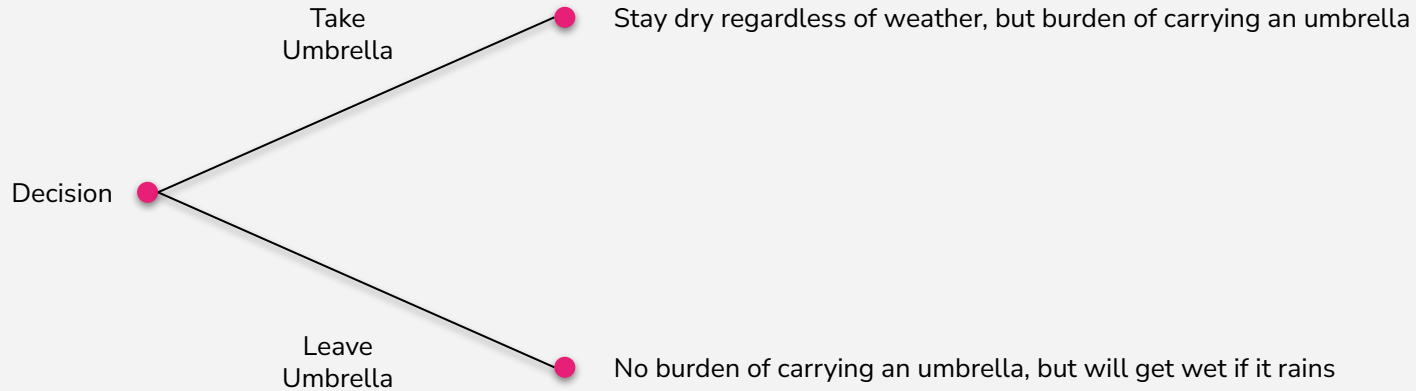 Take
Umbrella
Stay dry regardless of weather, but burden of carrying an umbrella
Decision
Leave
Umbrella
No burden of carrying an umbrella, but will get wet if it rains